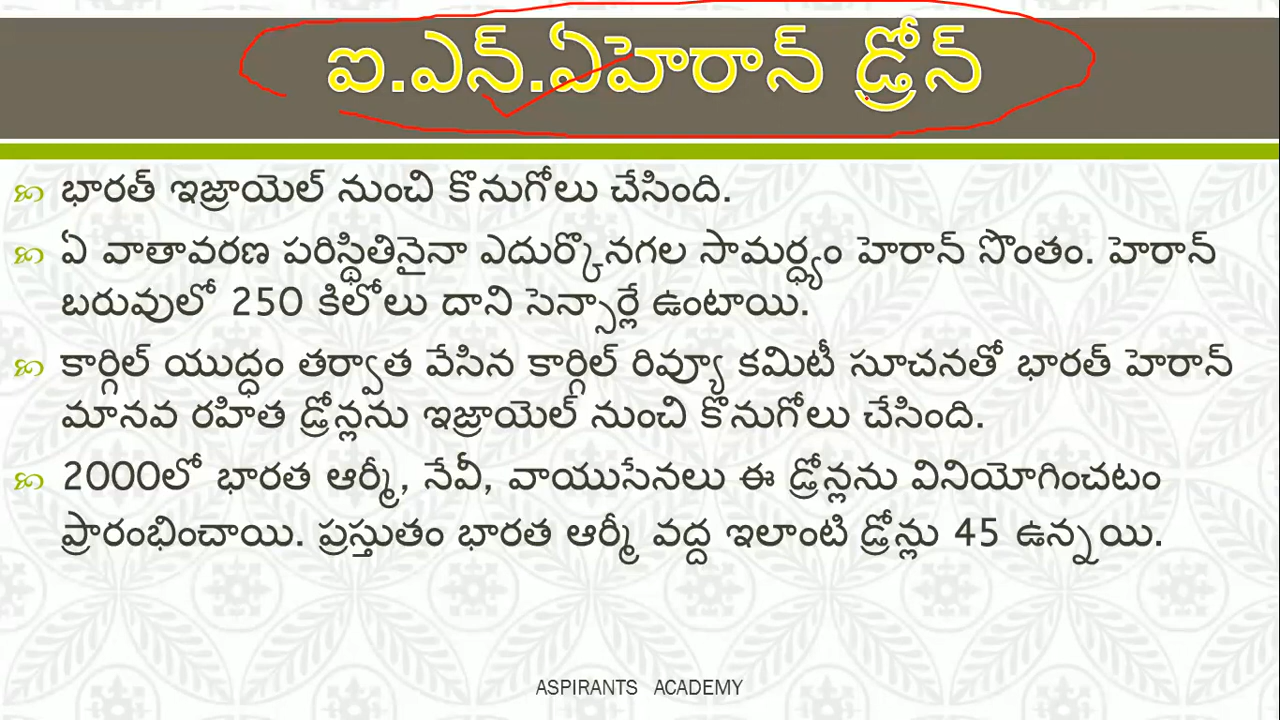 ఐ.ఎన్.ఏహెరాన్ డ్రోన్
భారత్ ఇజ్రాయెల్ నుంచి కొనుగోలు చేసింది.
ఏ వాతావరణ పరిస్థితినైనా ఎదుర్కొనగల సామర్ధ్యం హెరాన్ సొంతం. హెరాన్
బరువులో 250 కిలోలు దాని సెన్సార్లే ఉంటాయి.
కార్గిల్ యుద్ధం తర్వాత వేసిన కార్గిల్ రివ్యూ కమిటీ సూచనతో భారత్ హెరాన్
మానవ రహిత డ్రోన్లను ఇజ్రాయెల్ నుంచి కొనుగోలు చేసింది.
2000లో భారత ఆర్మీ, నేవీ, వాయుసేనలు ఈ డ్రోన్లను వినియోగించటం
ప్రారంభించాయి. ప్రస్తుతం భారత ఆర్మీ వద్ద ఇలాంటి డ్రోన్లు 45 ఉన్నయి.
ASPIRANTS ACADEMY